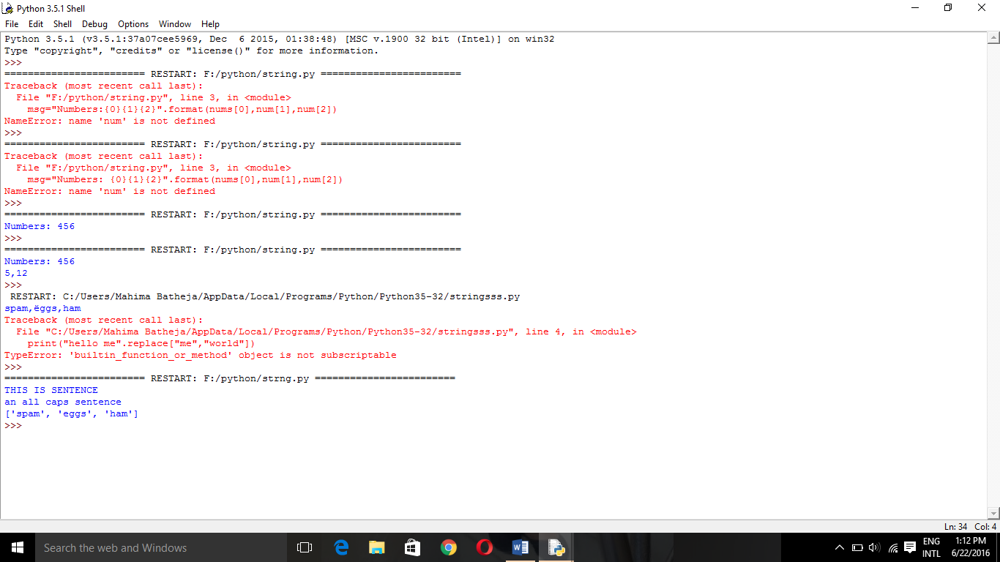 Python 3.5.1 Shell
File Edit Shell Debug Options Window Help
Python 3.5.1 (v3.5.1:37a07cee5969, Dec  6 2015, 01:38:48) [MSC v.1900 32 bit (Intel)] on win32
Type "copyright", "credits" or "license()" for more information.
>>>
======================== RESTART: F:/python/string.py ========================
Traceback (most recent call last):
  File "F:/python/string.py", line 3, in <module>
    msg="Numbers:{0}{1}{2}".format(nums[0],num[1],num[2])
NameError: name 'num' is not defined
>>>
======================== RESTART: F:/python/string.py ========================
Traceback (most recent call last):
  File "F:/python/string.py", line 3, in <module>
    msg="Numbers: {0}{1}{2}".format(nums[0],num[1],num[2])
NameError: name 'num' is not defined
>>>
======================== RESTART: F:/python/string.py ========================
Numbers: 456
>>>
======================== RESTART: F:/python/string.py ========================
Numbers: 456
5,12
>>>
 RESTART: C:/Users/Mahima Batheja/AppData/Local/Programs/Python/Python35-32/stringsss.py
spam,ëggs,ham
Traceback (most recent call last):
  File "C:/Users/Mahima Batheja/AppData/Local/Programs/Python/Python35-32/stringsss.py", line 4, in <module>
    print("hello me".replace["me","world"])
TypeError: 'builtin_function_or_method' object is not subscriptable
>>>
======================== RESTART: F:/python/strng.py ========================
THIS IS SENTENCE
an all caps sentence
['spam', 'eggs', 'ham']
>>>
Ln: 34 Col: 4
Search the web and Windows
ENG 1:12 PM
INTL 6/22/2016